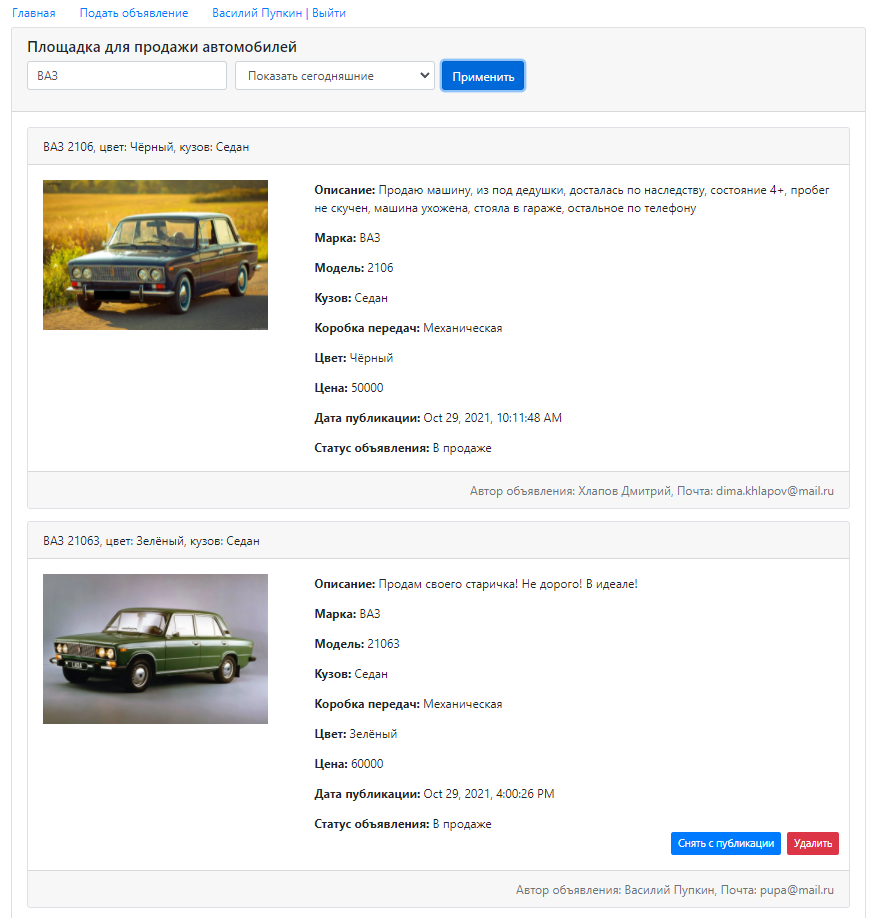 Главная Подать объявление Василий Пупкин | Выйти
Площадка для продажи автомобилей
ВАЗ Показать сегодняшние Применить
ВАЗ 2106, цвет: Чёрный, кузов: Седан
Описание: Продаю машину, из под дедушки, досталась по наследству, состояние 4+, пробег
не скучен, машина ухожена, стояла в гараже, остальное по телефону
Марка: ВАЗ
Модель: 2106
Кузов: Седан
Коробка передач: Механическая
Цвет: Чёрный
Цена: 50000
Дата публикации: Oct 29, 2021, 10:11:48 AM
Статус объявления: В продаже
Автор объявления: Хлапов Дмитрий, Почта: dima.khlapov@mail.ru
ВАЗ 21063, цвет: Зелёный, кузов: Седан
Описание: Продам своего старичка! Не дорого! В идеале!
Марка: ВАЗ
Модель: 21063
Кузов: Седан
Коробка передач: Механическая
Цвет: Зелёный
Цена: 60000
Дата публикации: Oct 29, 2021, 4:00:26 PM
Статус объявления: В продаже
Снять с публикации Удалить
Автор объявления: Василий Пупкин, Почта: pupa@mail.ru